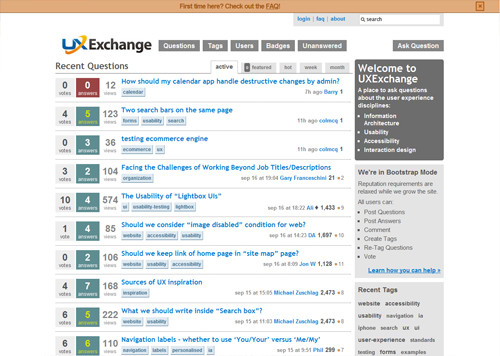 First time here? Check out the FAQ!
login | faq | about
search
UXExchange
Questions Tags Users Badges Unanswered Ask Question
Recent Questions
active featured hot week month
0 votes 0 answers 12 views
How should my calendar app handle destructive changes by admin?
calendar
7h ago Barry 1
4 votes 5 answers 123 views
Two search bars on the same page
forms usability search
11h ago colmcq 1
0 votes 3 answers 36 views
testing ecommerce engine
ecommerce ux
11h ago colmcq 1
3 votes 2 answers 104 views
Facing the Challenges of Working Beyond Job Titles/Descriptions
organization
sep 16 at 19:04 Gary Franceschini 21 ●2
10 votes 4 answers 574 views
The Usability of "Lightbox UIs"
ui usability-testing lightbox
sep 16 at 18:22 Ali ♦ 1,433 ●9
1 votes 4 answers 85 views
Should we consider "image disabled" condition for web?
website accessibility usability
sep 16 at 14:23 DA 1,697 ●10
0 votes 2 answers 106 views
Should we keep link of home page in "site map" page?
website accessibility usability
sep 16 at 8:09 Jon W 1,128 ●11
4 votes 7 answers 168 views
Sources of UX inspiration
inspiration
sep 15 at 15:05 Michael Zuschlag 2,473 ●8
6 votes 5 answers 222 views
What we should write inside "Search box"?
website usability accessibility
sep 15 at 11:03 Michael Zuschlag 2,473 ●8
6 votes 6 answers 110 views
Navigation labels - whether to use 'You/Your' versus 'Me/My'
navigation labels personalised ia
sep 15 at 9:51 Phil 299 ●7
Welcome to
UXExchange
A place to ask questions
about the user experience
disciplines:
• Information
Architecture
• Usability
• Accessibility
• Interaction design
We're in Bootstrap Mode
Reputation requirements are
relaxed while we grow the site.
All users can:
• Post Questions
• Post Answers
• Comment
• Create Tags
• Re-Tag Questions
• Vote
Learn how you can help »
Recent Tags
website accessibility
usability navigation ia
iphone search ux ui
user-experience
standards usability-testing
forms examples